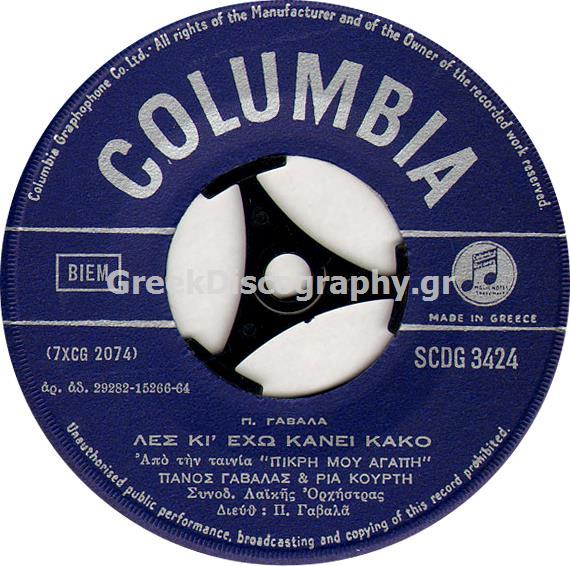 Columbia Graphophone Co. Ltd.· All rights of the Manufacturer and of the Owner of the recorded work reserved.
COLUMBIA
BIEM
GreekDiscography.gr
MAGIC NOTES
MADE IN GREECE
(7XCG 2074)
SCDG 3424
ἀρ. ἀδ. 29282-15266-64
Π. ΓΑΒΑΛΑ
ΛΕΣ ΚΙ' ΕΧΩ ΚΑΝΕΙ ΚΑΚΟ
Ἀπὸ τὴν ταινία "ΠΙΚΡΗ ΜΟΥ ΑΓΑΠΗ"
ΠΑΝΟΣ ΓΑΒΑΛΑΣ & ΡΙΑ ΚΟΥΡΤΗ
Συνοδ. Λαϊκῆς Ὀρχήστρας
Διευθ : Π. Γαβαλᾶ
Unauthorised public performance, broadcasting and copying of this record prohibited.